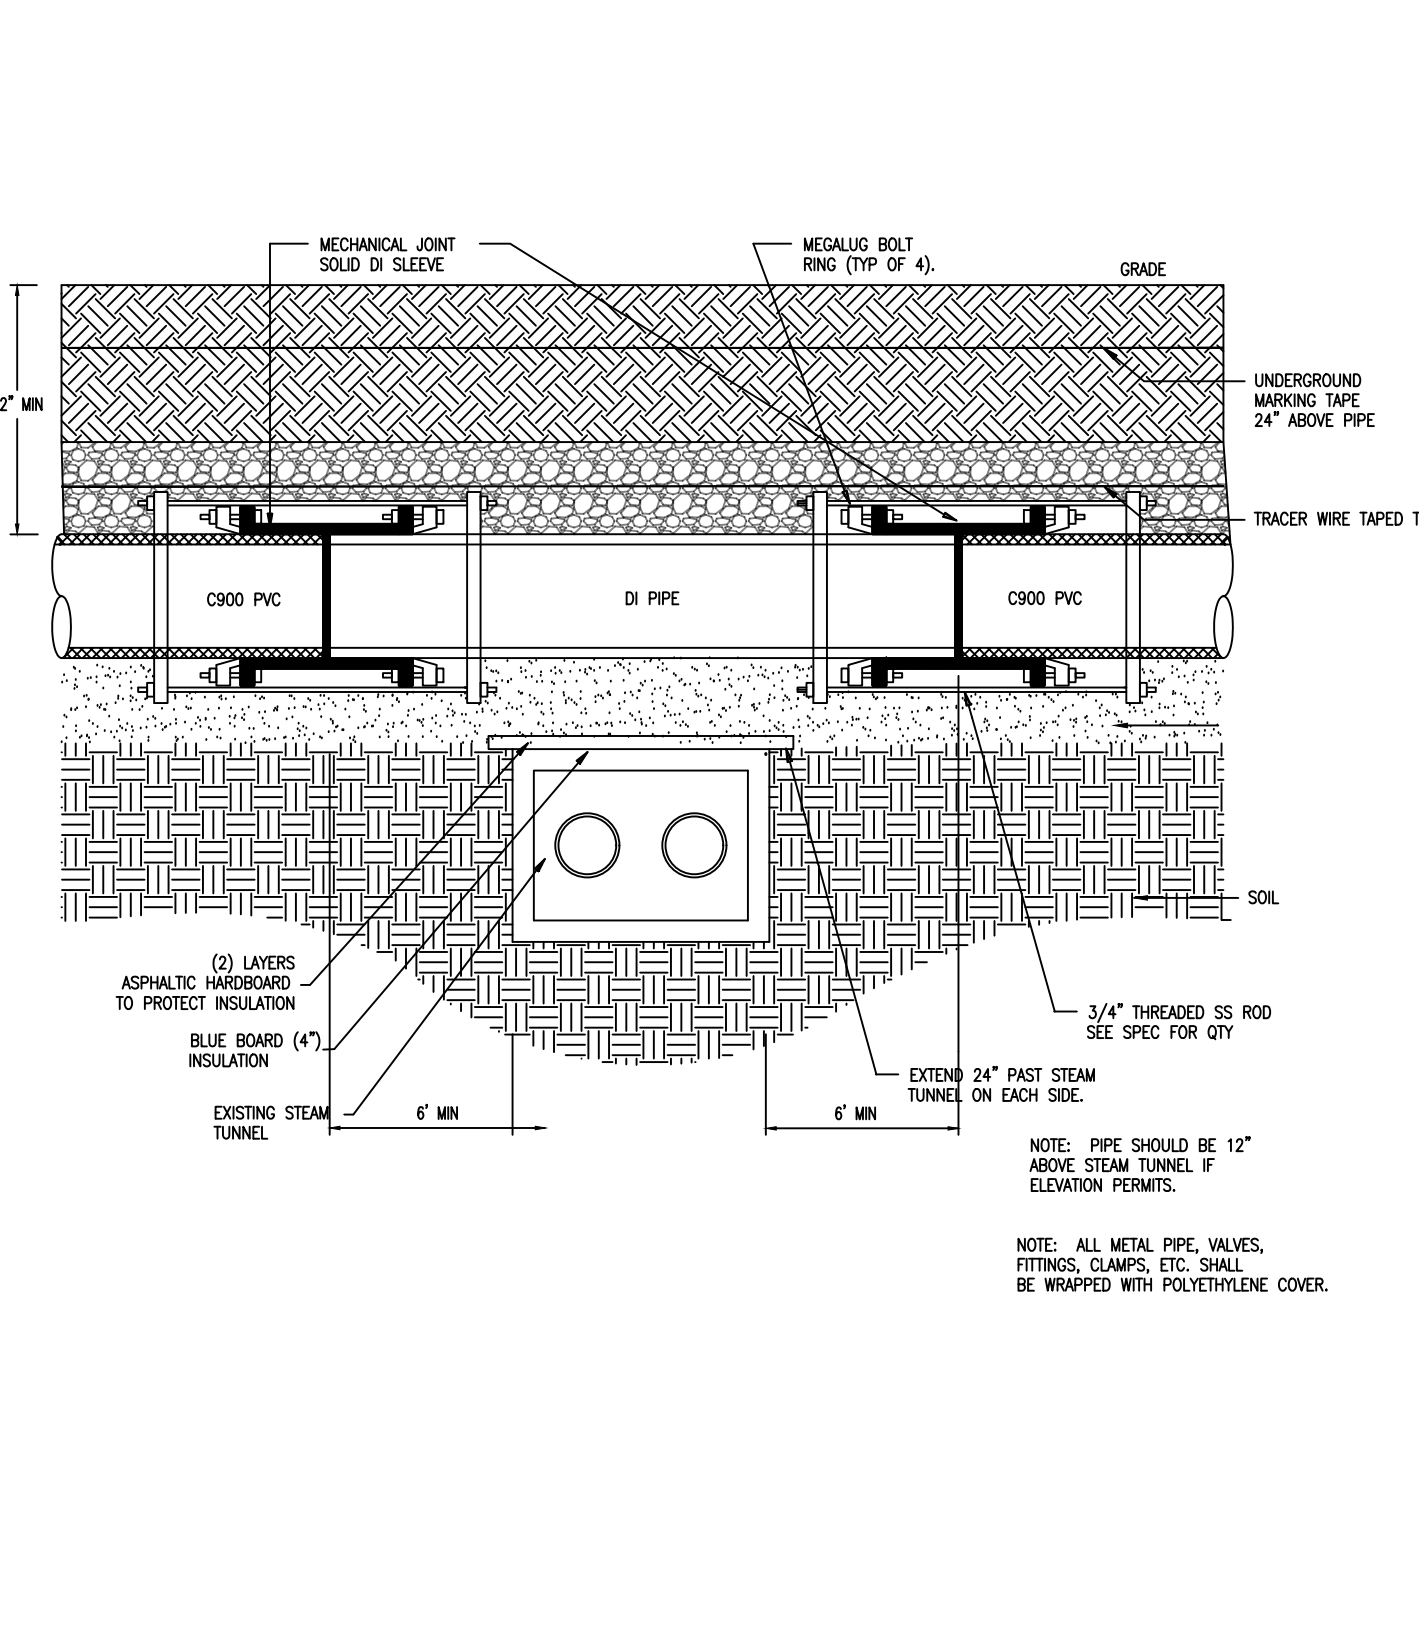 MECHANICAL JOINT
SOLID DI SLEEVE
MEGALUG BOLT
RING (TYP OF 4).
GRADE
2" MIN
UNDERGROUND
MARKING TAPE
24" ABOVE PIPE
TRACER WIRE TAPED T
C900 PVC
DI PIPE
C900 PVC
SOIL
(2) LAYERS
ASPHALTIC HARDBOARD
TO PROTECT INSULATION
BLUE BOARD (4")
INSULATION
EXISTING STEAM
TUNNEL
6' MIN
6' MIN
3/4" THREADED SS ROD
SEE SPEC FOR QTY
EXTEND 24" PAST STEAM
TUNNEL ON EACH SIDE.
NOTE: PIPE SHOULD BE 12"
ABOVE STEAM TUNNEL IF
ELEVATION PERMITS.
NOTE: ALL METAL PIPE, VALVES,
FITTINGS, CLAMPS, ETC. SHALL
BE WRAPPED WITH POLYETHYLENE COVER.